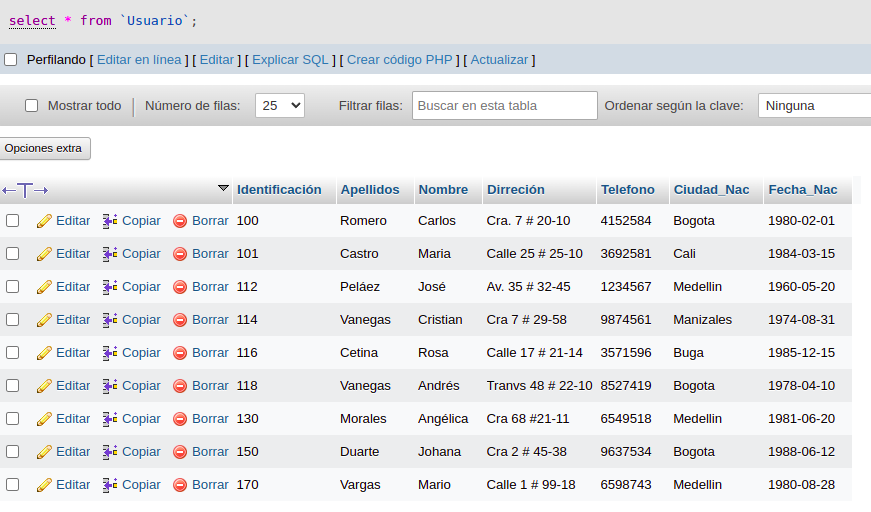 select * from `Usuario`;
Perfilando [ Editar en línea ] [ Editar ] [ Explicar SQL ] [ Crear código PHP ] [ Actualizar ]
Mostrar todo Número de filas: 25 Filtrar filas: Buscar en esta tabla Ordenar según la clave: Ninguna
Opciones extra
←T→ Identificación Apellidos Nombre Dirreción Telefono Ciudad_Nac Fecha_Nac
Editar Copiar Borrar 100 Romero Carlos Cra. 7 # 20-10 4152584 Bogota 1980-02-01
Editar Copiar Borrar 101 Castro Maria Calle 25 # 25-10 3692581 Cali 1984-03-15
Editar Copiar Borrar 112 Peláez José Av. 35 # 32-45 1234567 Medellin 1960-05-20
Editar Copiar Borrar 114 Vanegas Cristian Cra 7 # 29-58 9874561 Manizales 1974-08-31
Editar Copiar Borrar 116 Cetina Rosa Calle 17 # 21-14 3571596 Buga 1985-12-15
Editar Copiar Borrar 118 Vanegas Andrés Tranvs 48 # 22-10 8527419 Bogota 1978-04-10
Editar Copiar Borrar 130 Morales Angélica Cra 68 #21-11 6549518 Medellin 1981-06-20
Editar Copiar Borrar 150 Duarte Johana Cra 2 # 45-38 9637534 Bogota 1988-06-12
Editar Copiar Borrar 170 Vargas Mario Calle 1 # 99-18 6598743 Medellin 1980-08-28